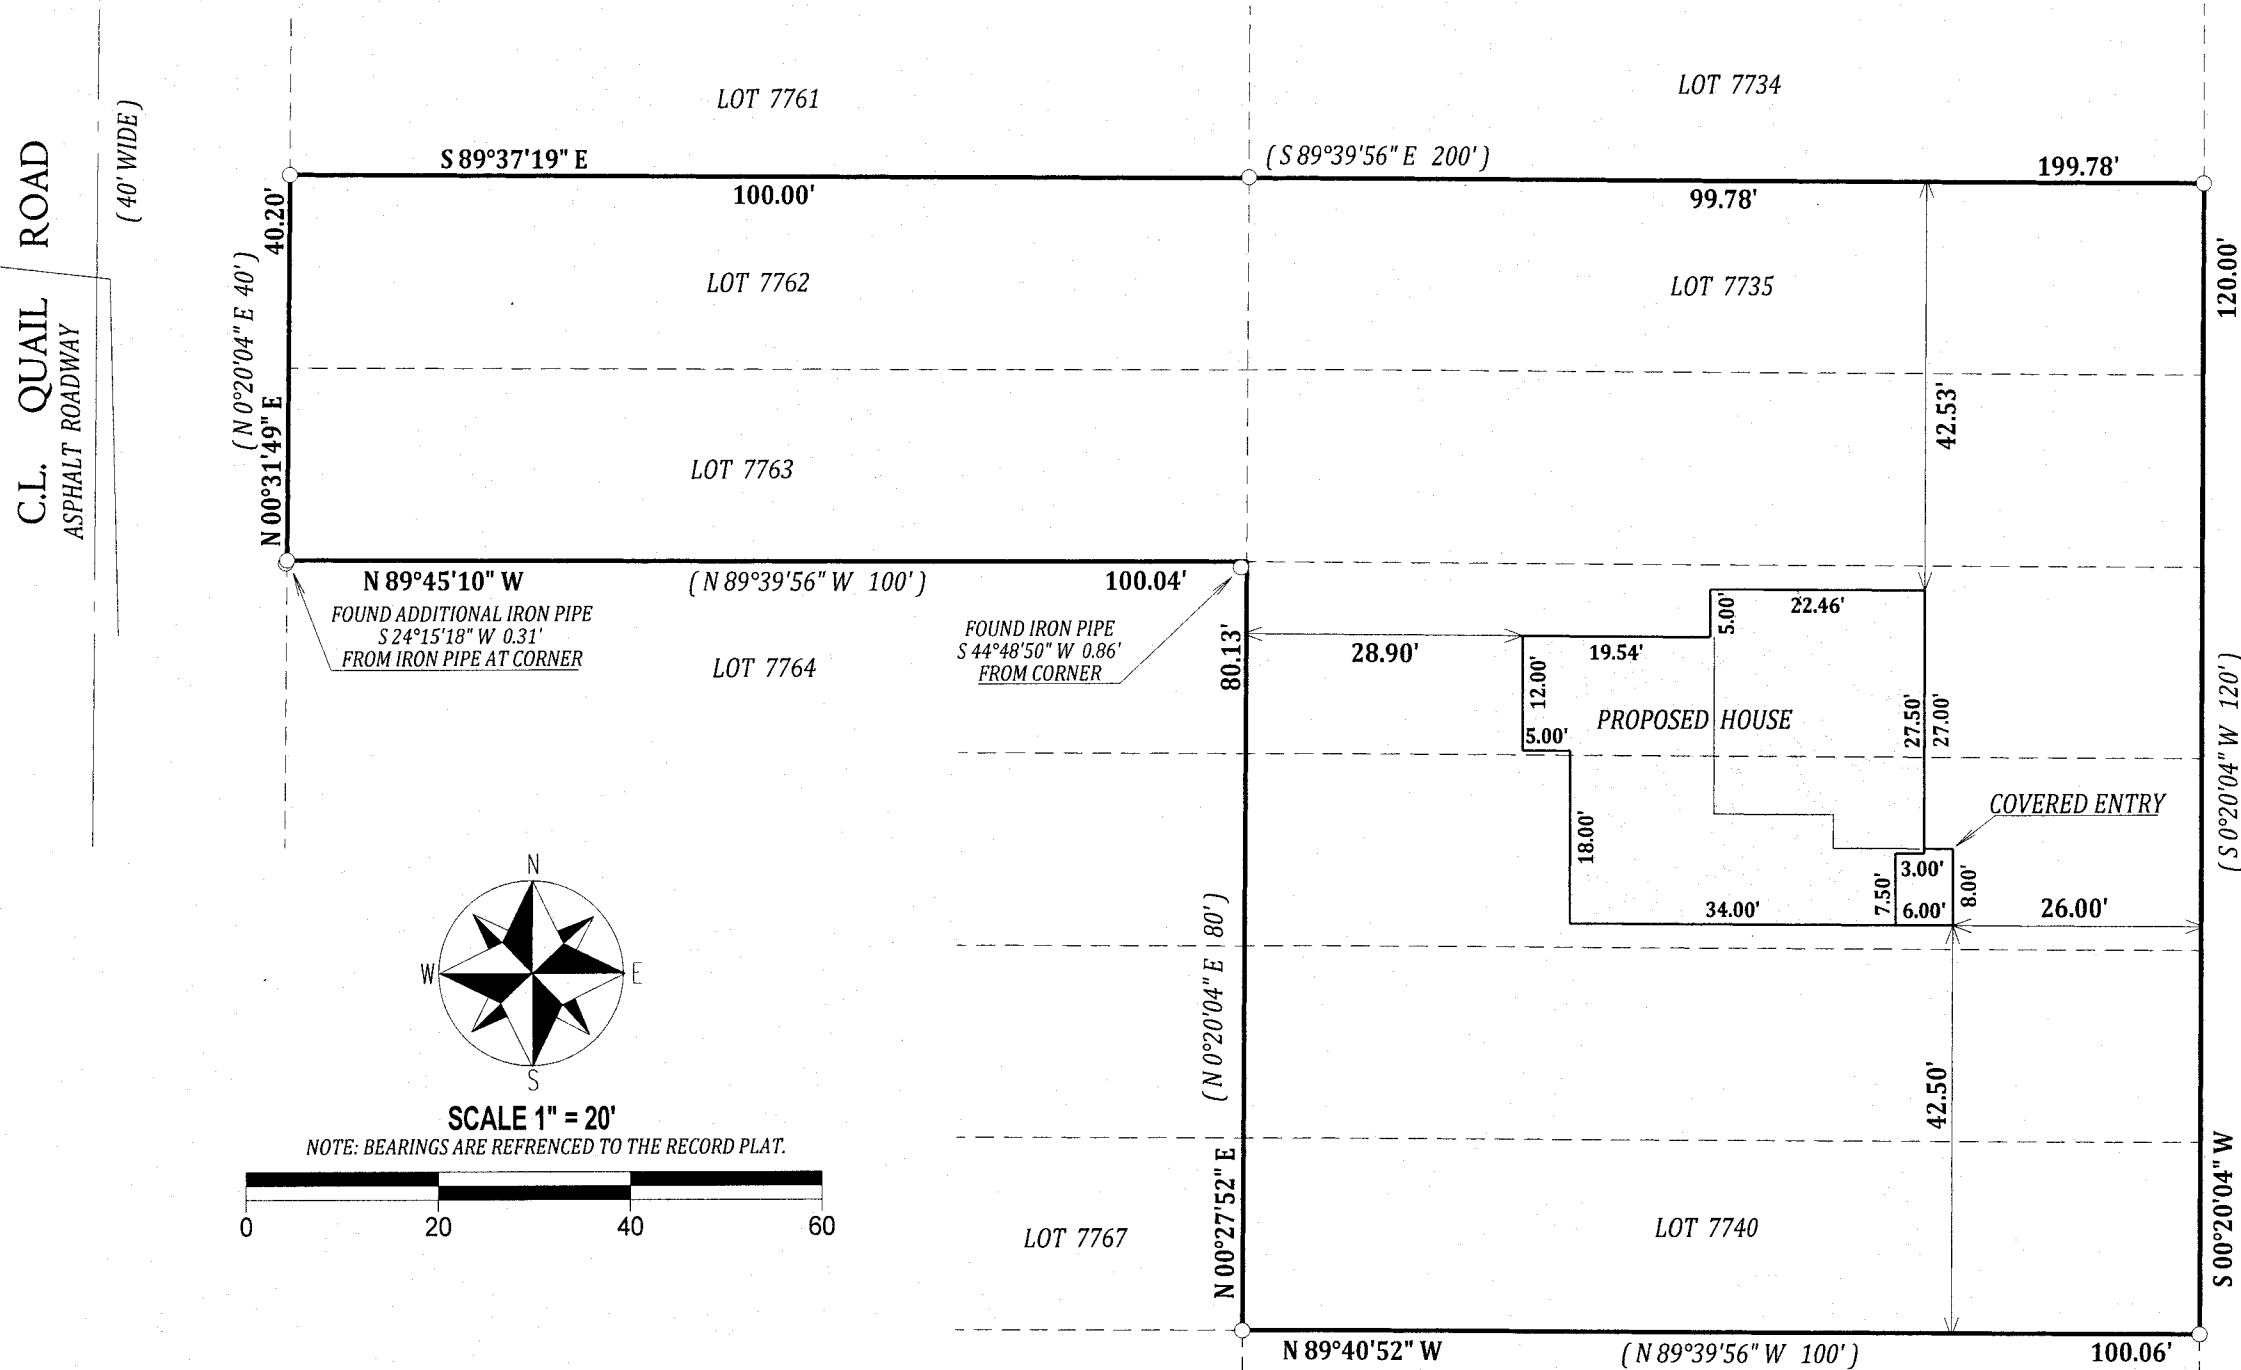 LOT 7761
LOT 7734
C.L. QUAIL ROAD
ASPHALT ROADWAY
(40' WIDE)
S 89°37'19" E
100.00'
(S 89°39'56" E 200')
199.78'
99.78'
40.20'
(N 0°20'04" E 40')
N 00°31'49" E
LOT 7762
LOT 7735
120.00'
42.53'
LOT 7763
N 89°45'10" W
(N 89°39'56" W 100')
100.04'
FOUND ADDITIONAL IRON PIPE
S 24°15'18" W 0.31'
FROM IRON PIPE AT CORNER
LOT 7764
FOUND IRON PIPE
S 44°48'50" W 0.86'
FROM CORNER
80.13'
28.90'
19.54'
5.00'
22.46'
12.00'
5.00'
PROPOSED HOUSE
27.50'
27.00'
(S 0°20'04" W 120')
COVERED ENTRY
18.00'
34.00'
7.50'
3.00'
6.00'
8.00'
26.00'
N
W
E
S
(N 0°20'04" E 80')
42.50'
SCALE 1" = 20'
NOTE: BEARINGS ARE REFRENCED TO THE RECORD PLAT.
0 20 40 60
LOT 7767
N 00°27'52" E
LOT 7740
S 00°20'04" W
N 89°40'52" W
(N 89°39'56" W 100')
100.06'